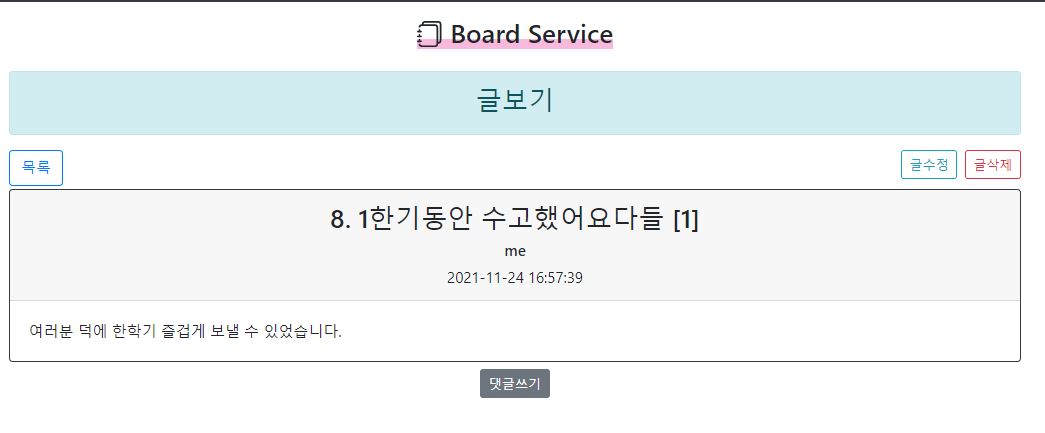 Board Service
글보기
목록
글수정 글삭제
8. 1한기동안 수고했어요다들 [1]
me
2021-11-24 16:57:39
여러분 덕에 한학기 즐겁게 보낼 수 있었습니다.
댓글쓰기